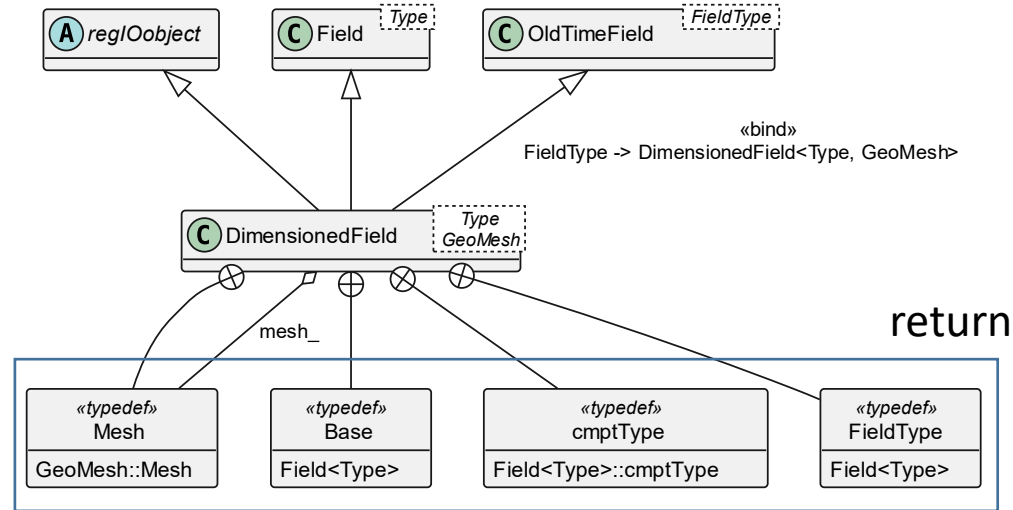 A regIOobject
C Field
Type
C OldTimeField
FieldType
«bind»
FieldType -> DimensionedField<Type, GeoMesh>
C DimensionedField
Type
GeoMesh
mesh_
return
«typedef»
Mesh
GeoMesh::Mesh
«typedef»
Base
Field<Type>
«typedef»
cmptType
Field<Type>::cmptType
«typedef»
FieldType
Field<Type>